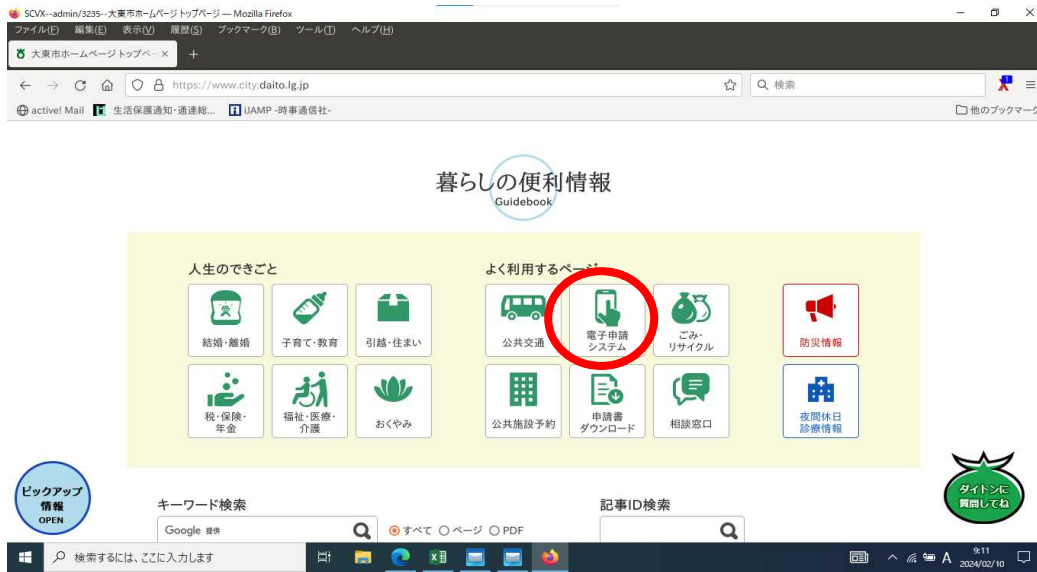 SCVX--admin/3235--大東市ホームページ トップページ — Mozilla Firefox
ファイル(F) 編集(E) 表示(V) 履歴(S) ブックマーク(B) ツール(T) ヘルプ(H)
大東市ホームページ トップペー
https://www.city.daito.lg.jp
検索
active! Mail 生活保護通知・通達総... iJAMP -時事通信社-
他のブックマーク
暮らしの便利情報
Guidebook
人生のできごと
よく利用するページ
結婚・離婚
子育て・教育
引越・住まい
公共交通
電子申請
システム
ごみ・
リサイクル
防災情報
税・保険・
年金
福祉・医療・
介護
おくやみ
公共施設予約
申請書
ダウンロード
相談窓口
夜間休日
診療情報
ピックアップ
情報
OPEN
ダイトンに
質問してね
キーワード検索
記事ID検索
Google 提供
すべて ページ PDF
検索するには、ここに入力します
A
9:11
2024/02/10